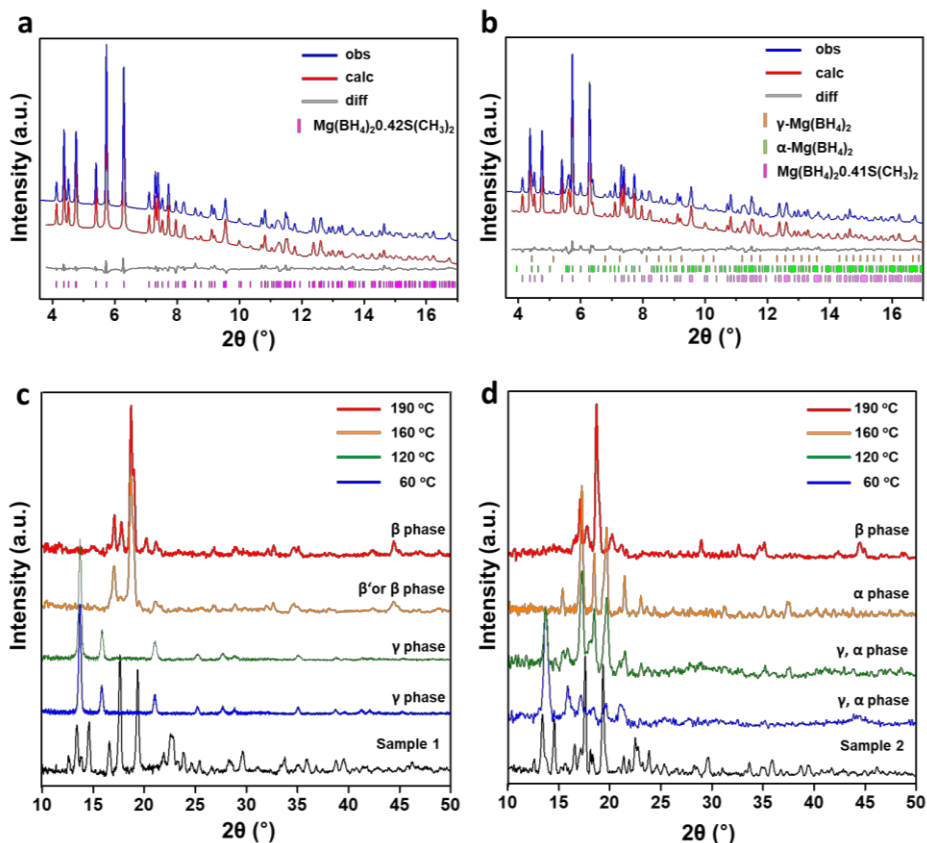 a
obs
calc
diff
Mg(BH₄)₂0.42S(CH₃)₂
Intensity (a.u.)
4 6 8 10 12 14 16
2θ (°)
b
obs
calc
diff
γ-Mg(BH₄)₂
α-Mg(BH₄)₂
Mg(BH₄)₂0.41S(CH₃)₂
Intensity (a.u.)
4 6 8 10 12 14 16
2θ (°)
c
190 °C
160 °C
120 °C
60 °C
β phase
β‘or β phase
γ phase
γ phase
Sample 1
Intensity (a.u.)
10 15 20 25 30 35 40 45 50
2θ (°)
d
190 °C
160 °C
120 °C
60 °C
β phase
α phase
γ, α phase
γ, α phase
Sample 2
Intensity (a.u.)
10 15 20 25 30 35 40 45 50
2θ (°)